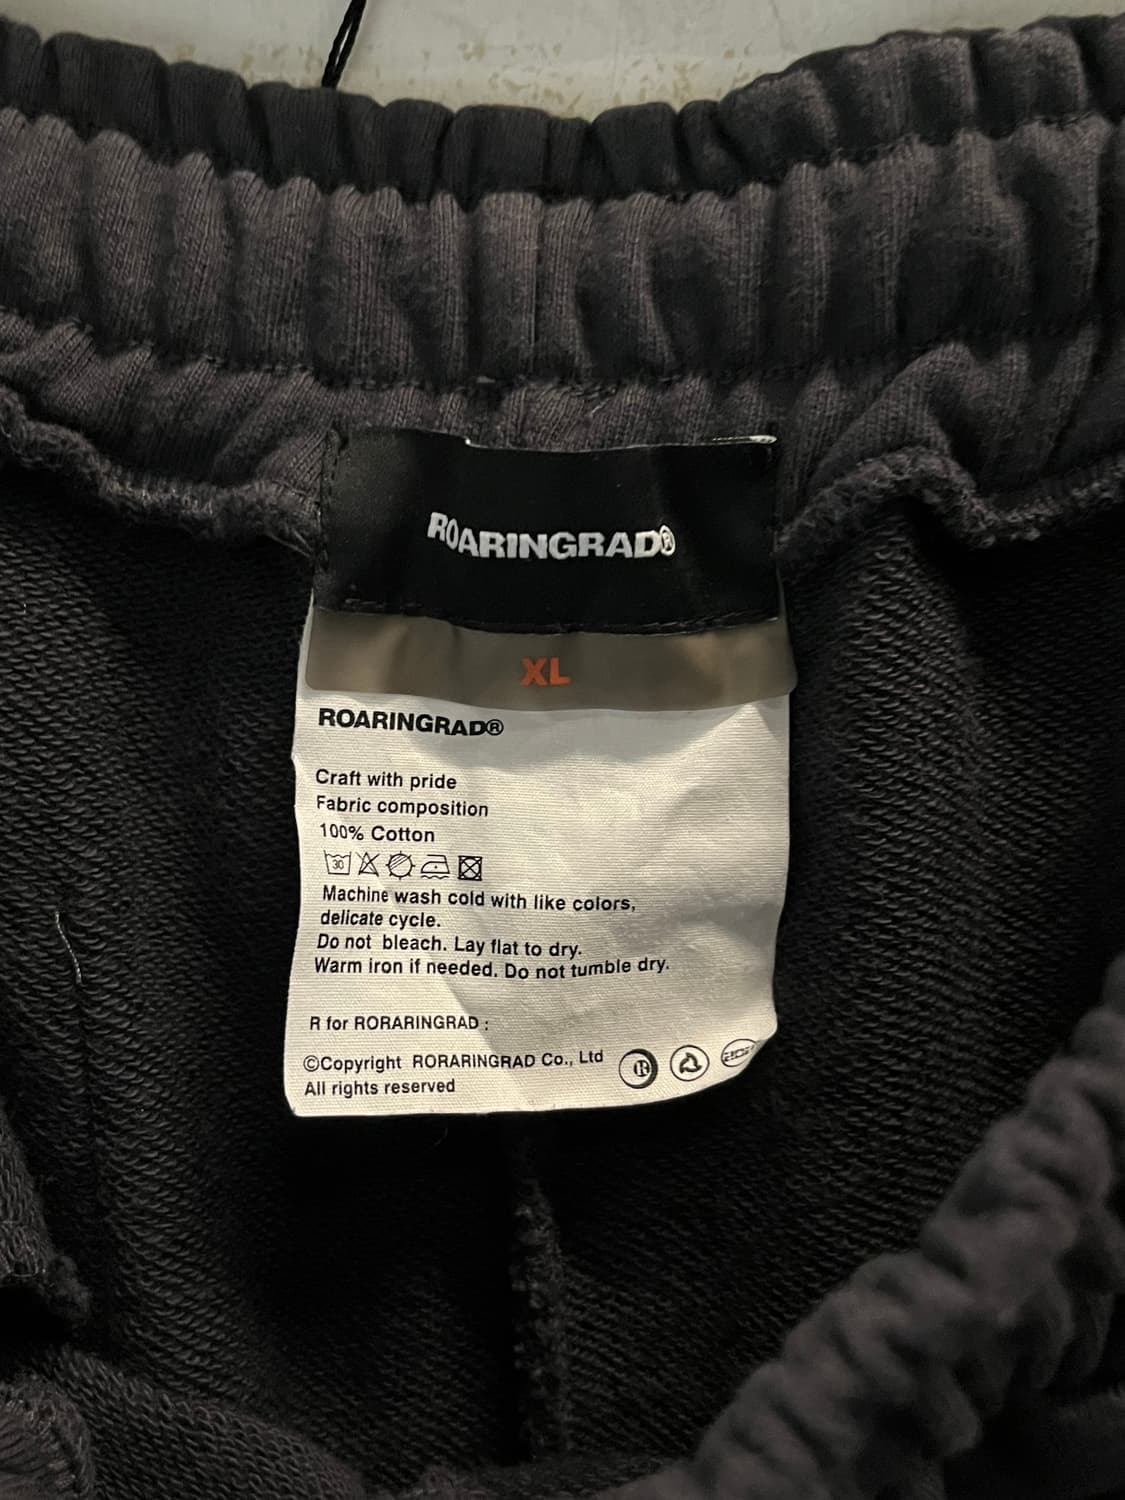 ROARINGRAD®
XL
ROARINGRAD®
Craft with pride
Fabric composition
100% Cotton
30
Machine wash cold with like colors,
delicate cycle.
Do not bleach. Lay flat to dry.
Warm iron if needed. Do not tumble dry.
R for RORARINGRAD :
©Copyright RORARINGRAD Co., Ltd
All rights reserved